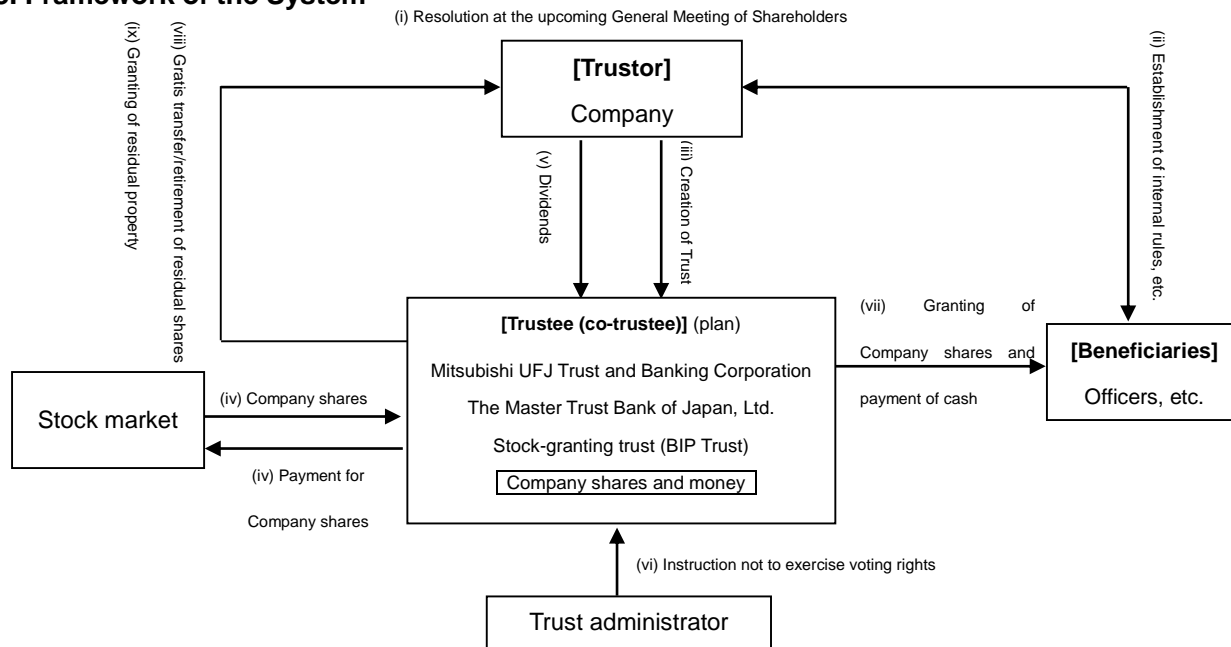 Framework of the System
(i) Resolution at the upcoming General Meeting of Shareholders
(ix) Granting of residual property
(viii) Gratis transfer/retirement of residual shares
[Trustor]
Company
(ii) Establishment of internal rules, etc.
(v) Dividends
(iii) Creation of Trust
[Trustee (co-trustee)] (plan)
Mitsubishi UFJ Trust and Banking Corporation
The Master Trust Bank of Japan, Ltd.
Stock-granting trust (BIP Trust)
Company shares and money
(vii) Granting of
Company shares and
payment of cash
[Beneficiaries]
Officers, etc.
Stock market
(iv) Company shares
(iv) Payment for
Company shares
(vi) Instruction not to exercise voting rights
Trust administrator